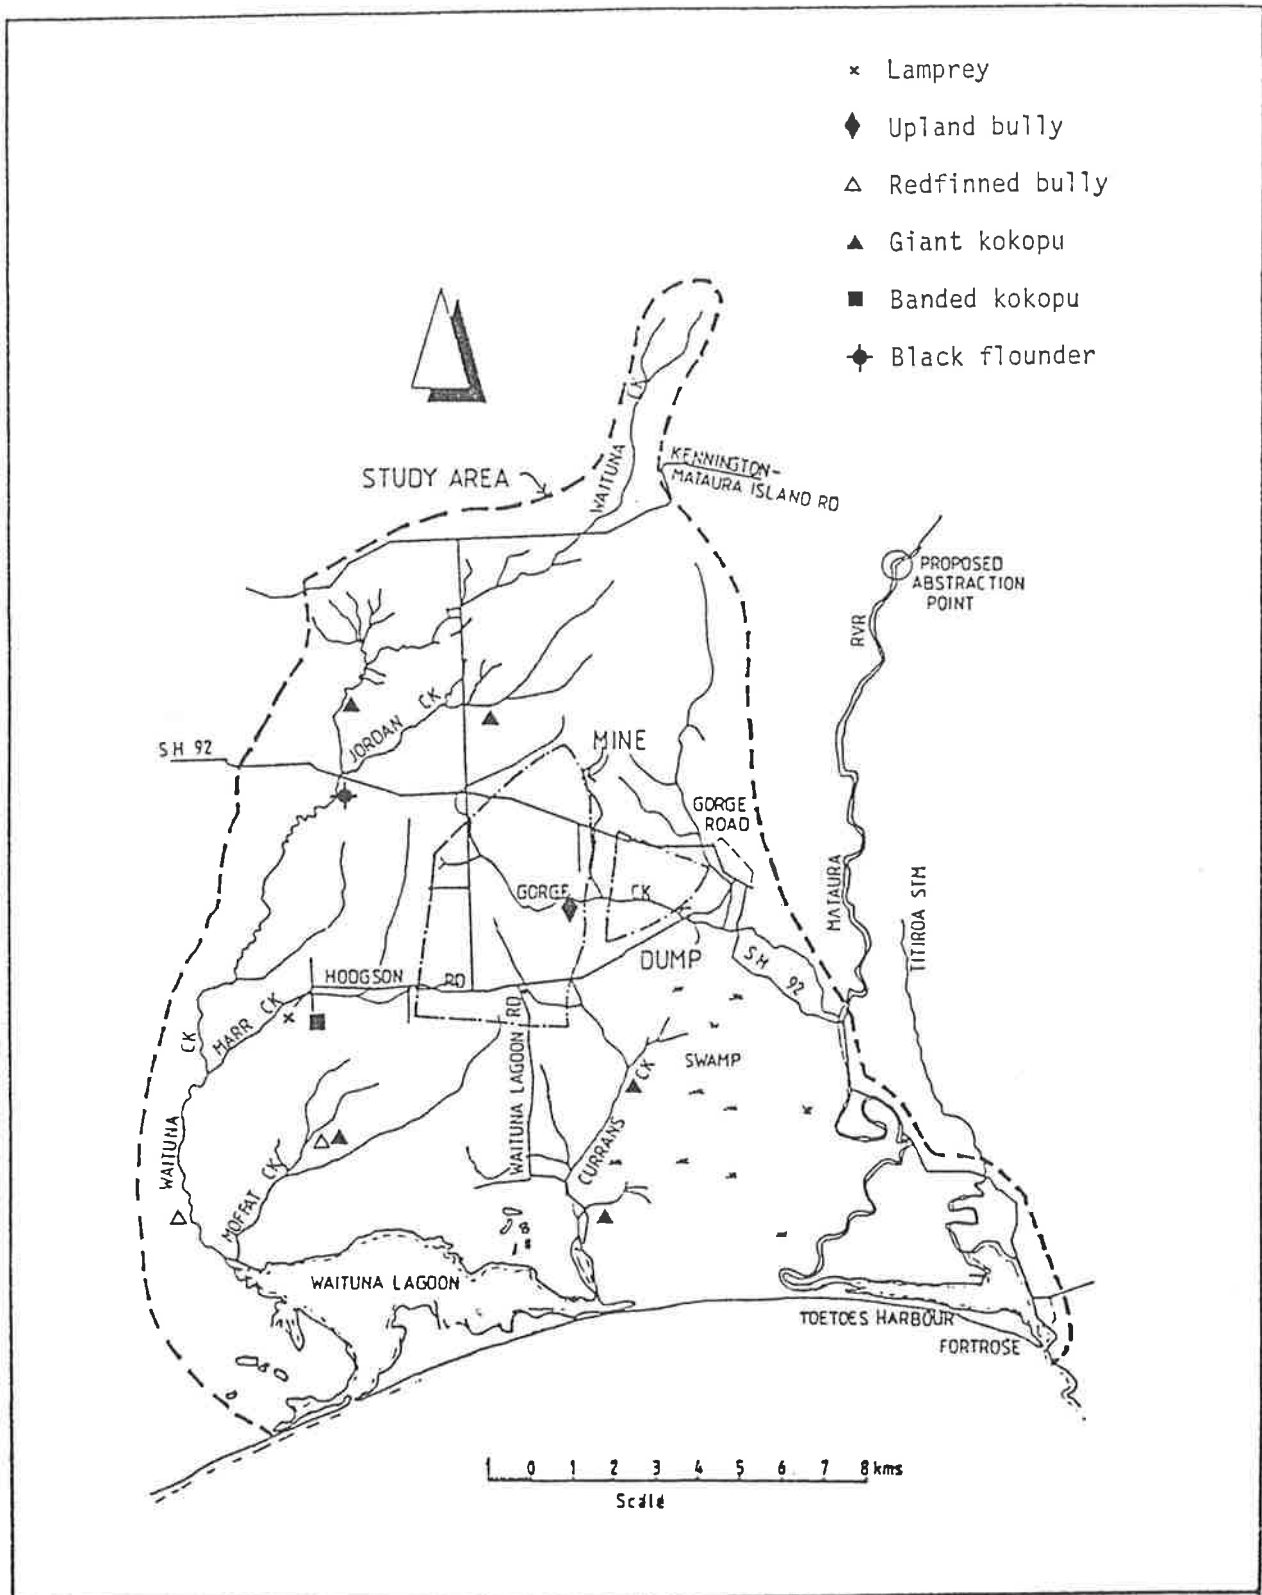 Lamprey
Upland bully
Redfinned bully
Giant kokopu
Banded kokopu
Black flounder
STUDY AREA
WAITUNA
CK
KENNINGTON-
MATAURA ISLAND RD
PROPOSED
ABSTRACTION
POINT
RVR
JORDAN CK
SH 92
MINE
GORGE
ROAD
GORGE CK
MATAURA
TITIROA STM
DUMP
SH 92
HODGSON RD
MARR CK
CK
WAITUNA
WAITUNA LAGOON RD
SWAMP
CURRANS CK
MOFFAT CK
WAITUNA LAGOON
TOETOES HARBOUR
FORTROSE
1 0 1 2 3 4 5 6 7 8 kms
Scale